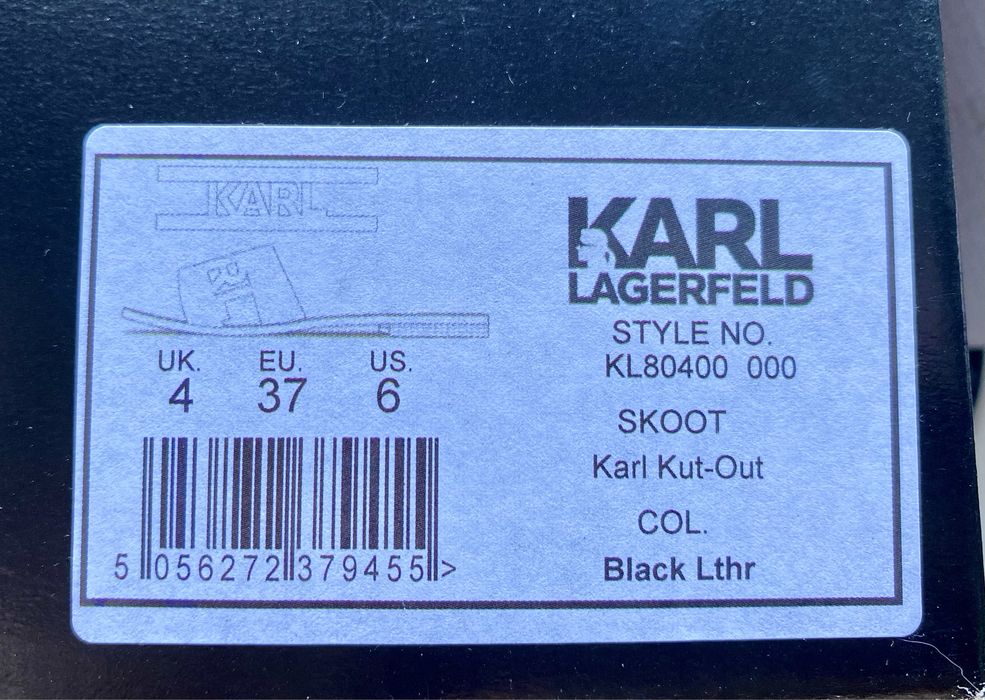 KARL
KARL
UK. EU. US.
4 37 6
5 056272 379455 >
KARL
LAGERFELD
STYLE NO.
KL80400 000
SKOOT
Karl Kut-Out
COL.
Black Lthr